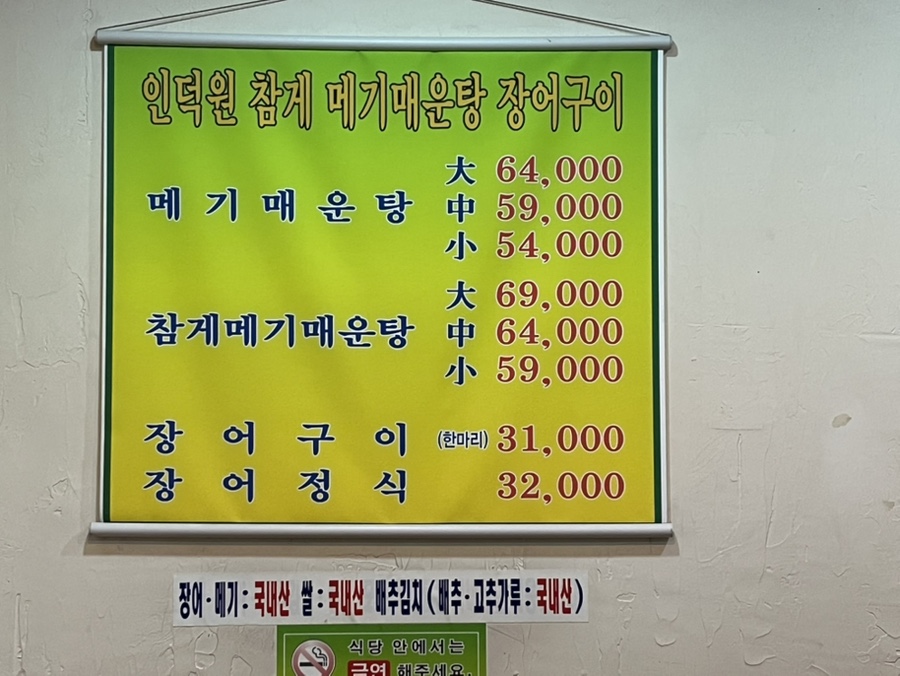 인덕원 참게 메기매운탕 장어구이
메기매운탕 大 64,000
中 59,000
小 54,000
참게메기매운탕 大 69,000
中 64,000
小 59,000
장어구이 (한마리) 31,000
장어정식 32,000
장어·메기:국내산 쌀:국내산 배추김치(배추·고추가루:국내산)
식당 안에서는
금연 해주세요.